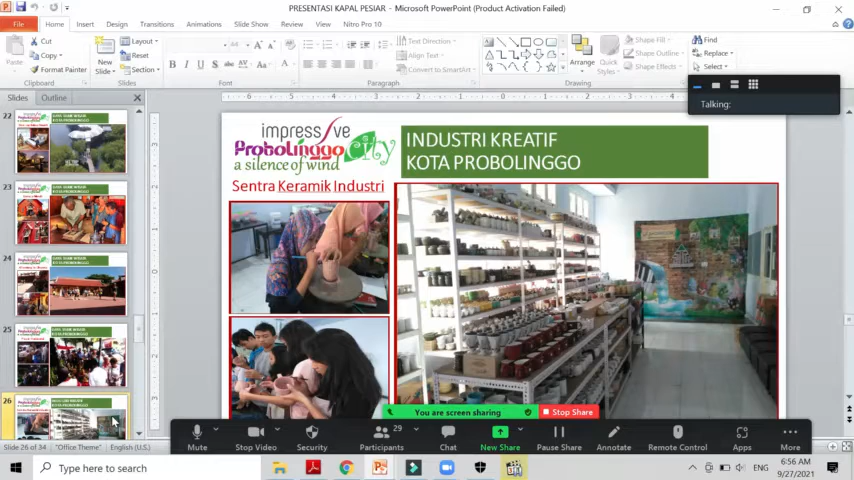 PRESENTASI KAPAL PESIAR - Microsoft PowerPoint (Product Activation Failed)
File Home Insert Design Transitions Animations Slide Show Review View Nitro Pro 10
Paste
Cut
Copy
Format Painter
Clipboard
New Slide
Layout
Reset
Section
Slides
Font
Paragraph
Text Direction
Align Text
Convert to SmartArt
Arrange
Quick Styles
Shape Fill
Shape Outline
Shape Effects
Drawing
Find
Replace
Select
Talking:
Slides Outline
22
23
24
25
26
impressive
Probolinggo City
a silence of wind
INDUSTRI KREATIF
KOTA PROBOLINGGO
Sentra Keramik Industri
You are screen sharing Stop Share
Mute
Stop Video
Security
29
Participants
Chat
New Share
Pause Share
Annotate
Remote Control
Apps
More
Slide 26 of 34 "Office Theme" English (U.S.)
Type here to search
ENG
6:56 AM
9/27/2021